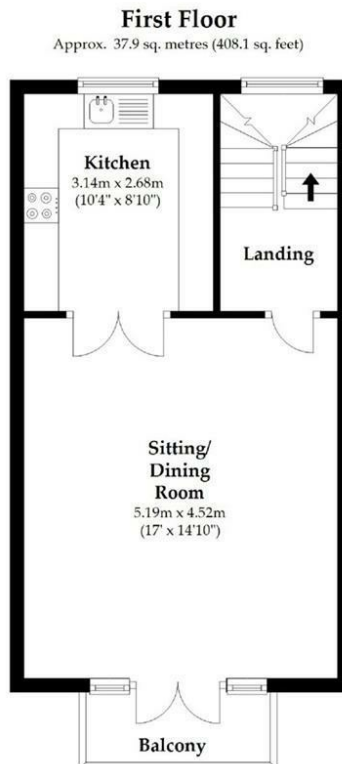 First Floor
Approx. 37.9 sq. metres (408.1 sq. feet)
Kitchen
3.14m x 2.68m
(10'4" x 8'10")
Landing
Sitting/
Dining
Room
5.19m x 4.52m
(17' x 14'10")
Balcony